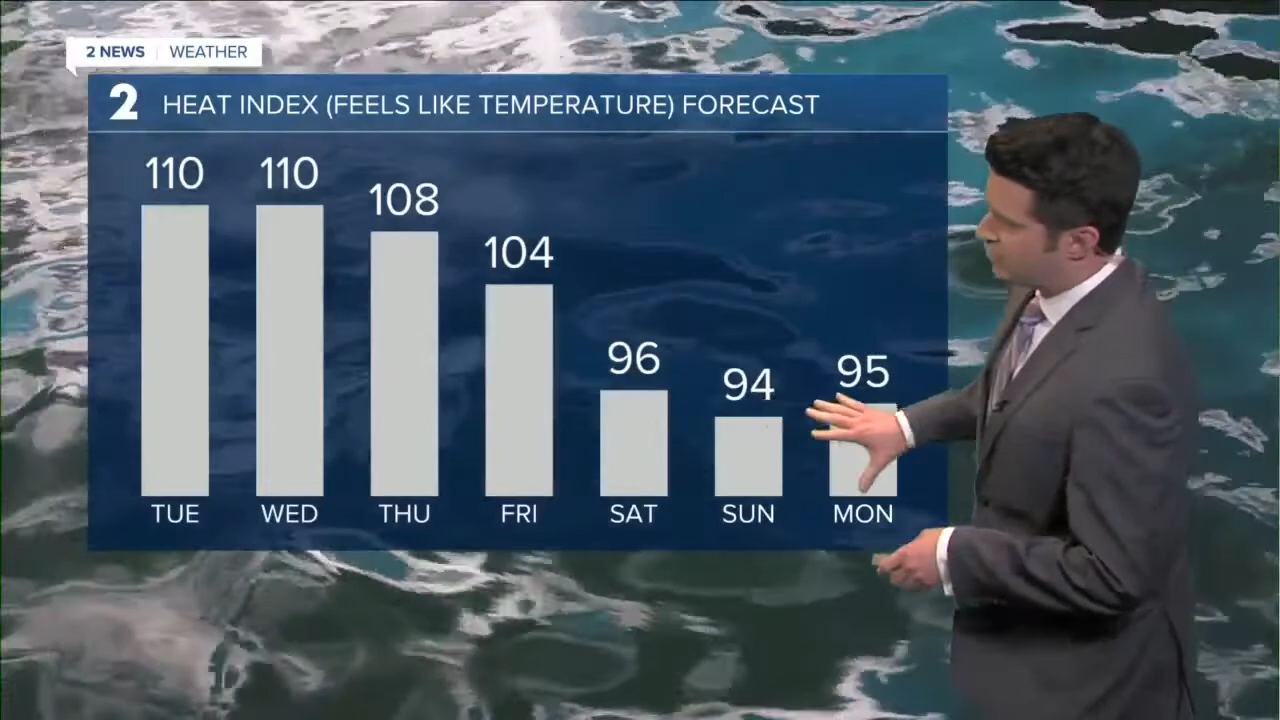 2 NEWS WEATHER
2 HEAT INDEX (FEELS LIKE TEMPERATURE) FORECAST
110 110 108 104 96 94 95
TUE WED THU FRI SAT SUN MON